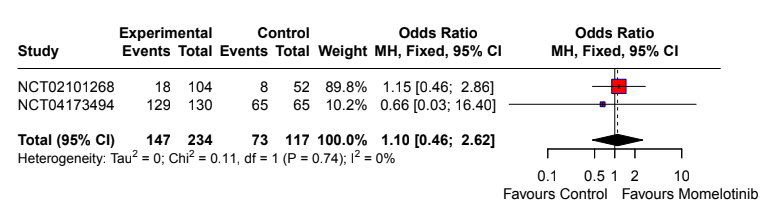 Experimental Control Odds Ratio Odds Ratio
Study Events Total Events Total Weight MH, Fixed, 95% CI MH, Fixed, 95% CI
NCT02101268 18 104 8 52 89.8% 1.15 [0.46; 2.86]
NCT04173494 129 130 65 65 10.2% 0.66 [0.03; 16.40]
Total (95% CI) 147 234 73 117 100.0% 1.10 [0.46; 2.62]
Heterogeneity: Tau² = 0; Chi² = 0.11, df = 1 (P = 0.74); I² = 0%
0.1 0.5 1 2 10
Favours Control Favours Momelotinib